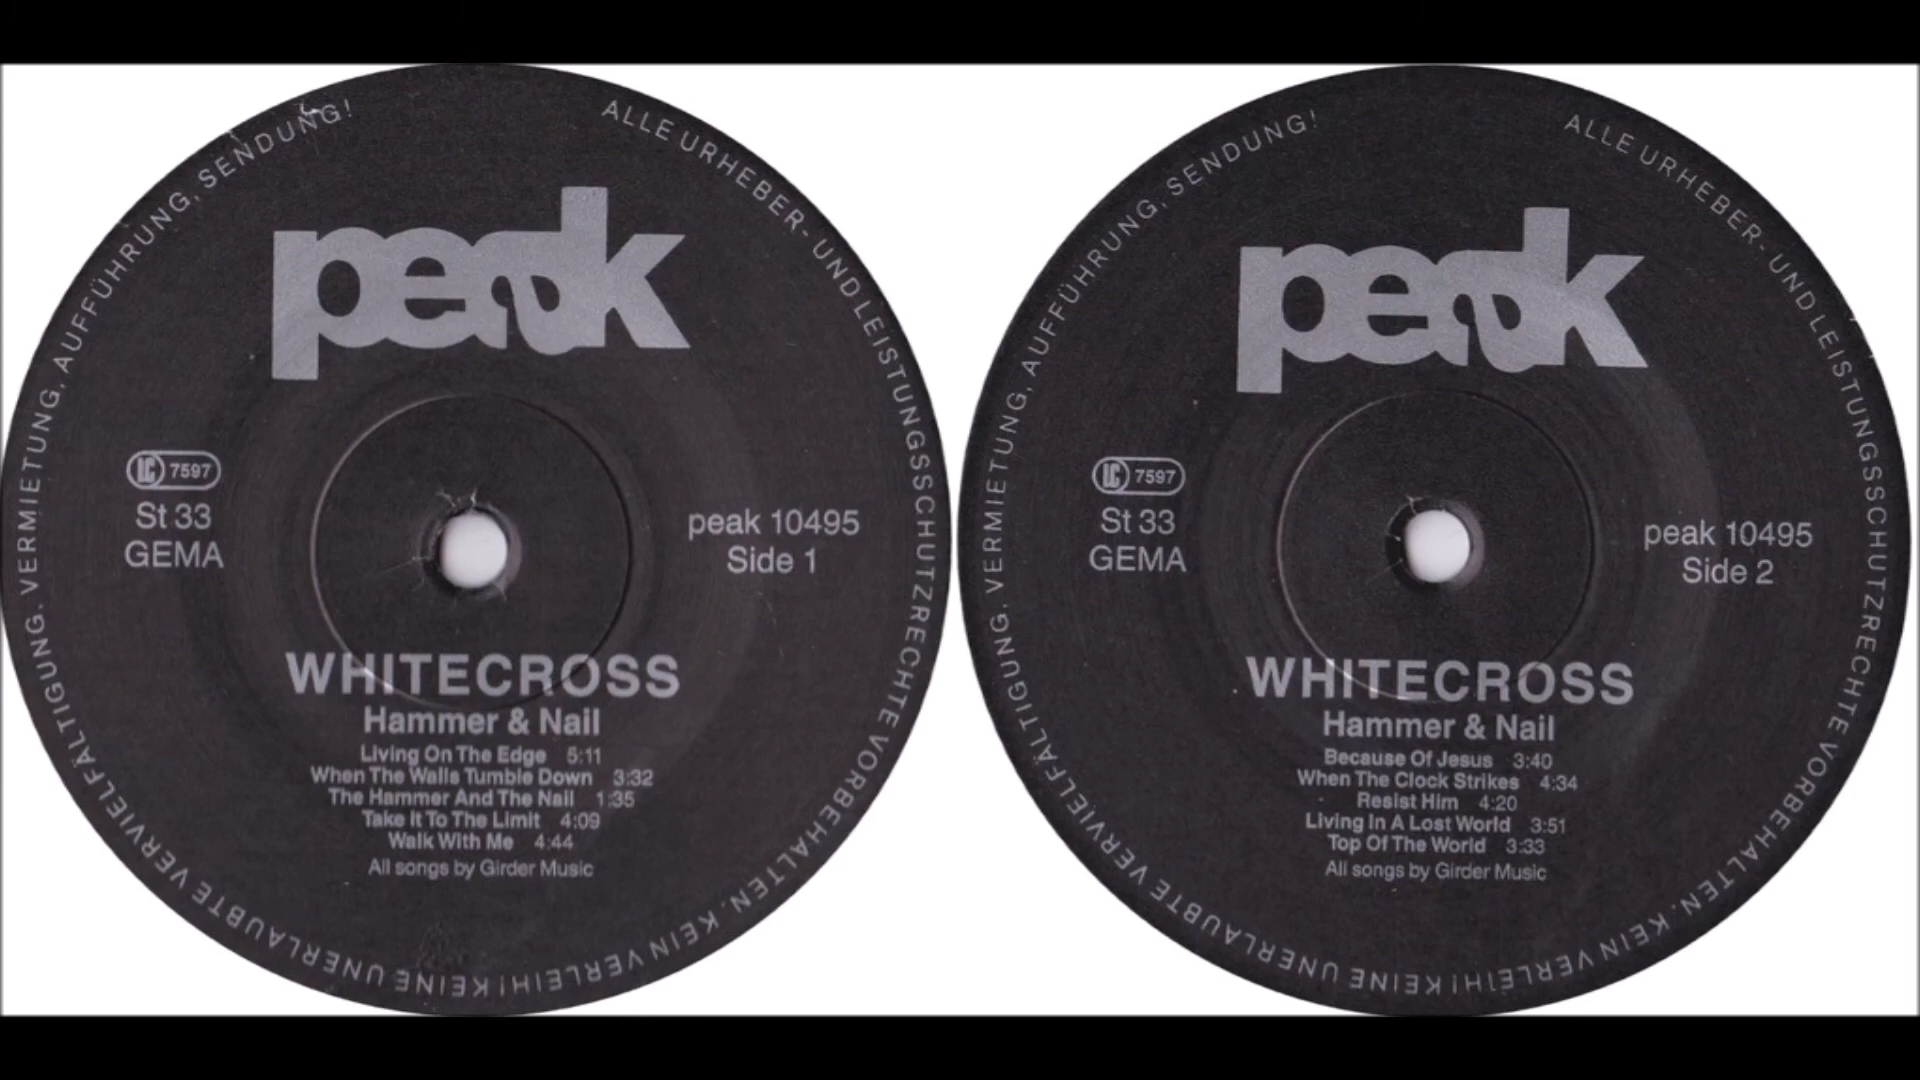 ALLE URHEBER- UND LEISTUNGSSCHUTZRECHTE VORBEHALTEN. KEIN VERLEIH! KEINE UNERLAUBTE VERVIELFÄLTIGUNG. VERMIETUNG, AUFFÜHRUNG, SENDUNG!
peak
LC 7597
St 33
GEMA
peak 10495
Side 1
WHITECROSS
Hammer & Nail
Living On The Edge 5:11
When The Walls Tumble Down 3:32
The Hammer And The Nail 1:35
Take It To The Limit 4:09
Walk With Me 4:44
All songs by Girder Music
ALLE URHEBER- UND LEISTUNGSSCHUTZRECHTE VORBEHALTEN. KEIN VERLEIH! KEINE UNERLAUBTE VERVIELFÄLTIGUNG. VERMIETUNG, AUFFÜHRUNG, SENDUNG!
peak
LC 7597
St 33
GEMA
peak 10495
Side 2
WHITECROSS
Hammer & Nail
Because Of Jesus 3:40
When The Clock Strikes 4:34
Resist Him 4:20
Living In A Lost World 3:51
Top Of The World 3:33
All songs by Girder Music